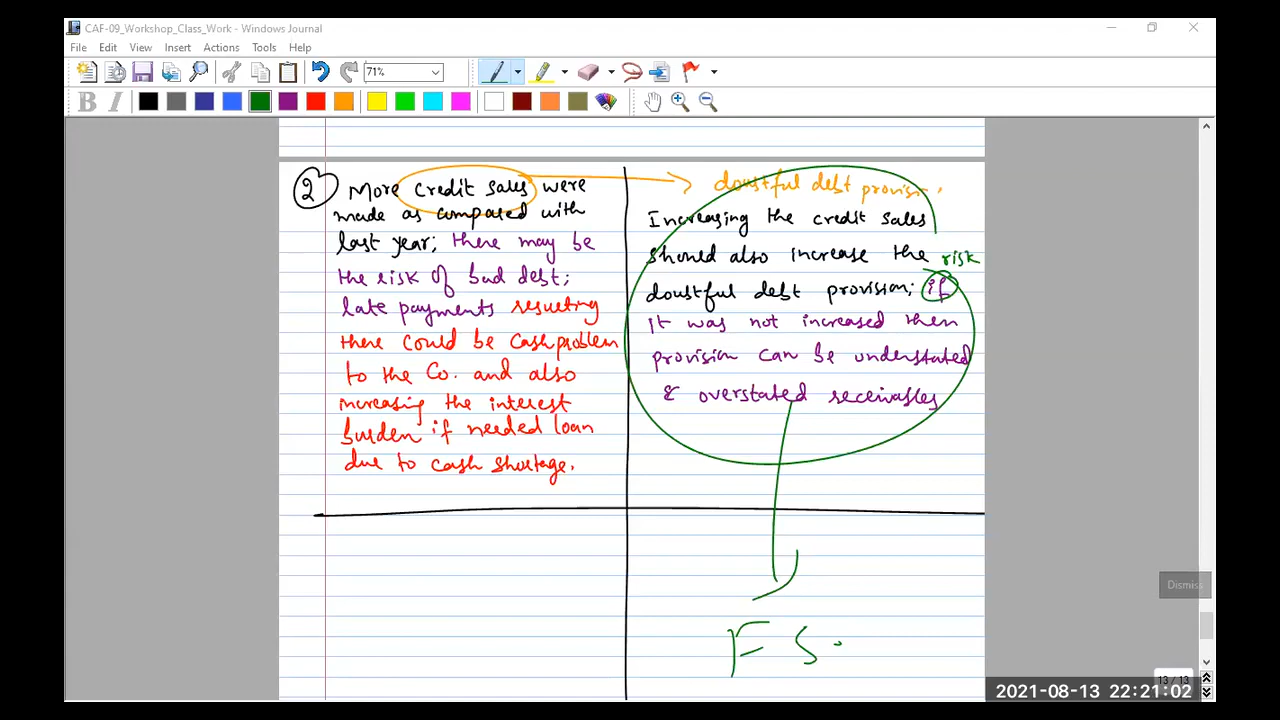 CAF-09_Workshop_Class_Work - Windows Journal
File Edit View Insert Actions Tools Help
71%
B I
2 More credit sales were
made as compared with
last year; there may be
the risk of bad debt;
late payments resulting
there could be cash problem
to the Co. and also
increasing the interest
burden if needed loan
due to cash shortage.
doubtful debt provision.
Increasing the credit sales
should also increase the risk
doubtful debt provision; if
it was not increased then
provision can be understated
& overstated receivables
F S
Dismiss
13 / 13
2021-08-13 22:21:02